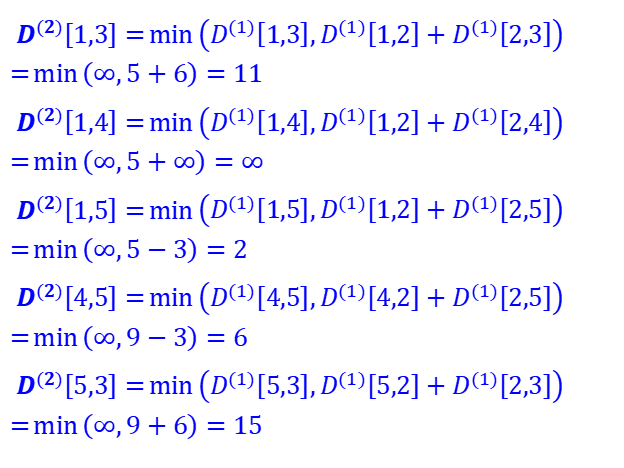 D⁽²⁾[1,3] = min (D⁽¹⁾[1,3], D⁽¹⁾[1,2] + D⁽¹⁾[2,3])
= min (∞, 5 + 6) = 11
D⁽²⁾[1,4] = min (D⁽¹⁾[1,4], D⁽¹⁾[1,2] + D⁽¹⁾[2,4])
= min (∞, 5 + ∞) = ∞
D⁽²⁾[1,5] = min (D⁽¹⁾[1,5], D⁽¹⁾[1,2] + D⁽¹⁾[2,5])
= min (∞, 5 − 3) = 2
D⁽²⁾[4,5] = min (D⁽¹⁾[4,5], D⁽¹⁾[4,2] + D⁽¹⁾[2,5])
= min (∞, 9 − 3) = 6
D⁽²⁾[5,3] = min (D⁽¹⁾[5,3], D⁽¹⁾[5,2] + D⁽¹⁾[2,3])
= min (∞, 9 + 6) = 15